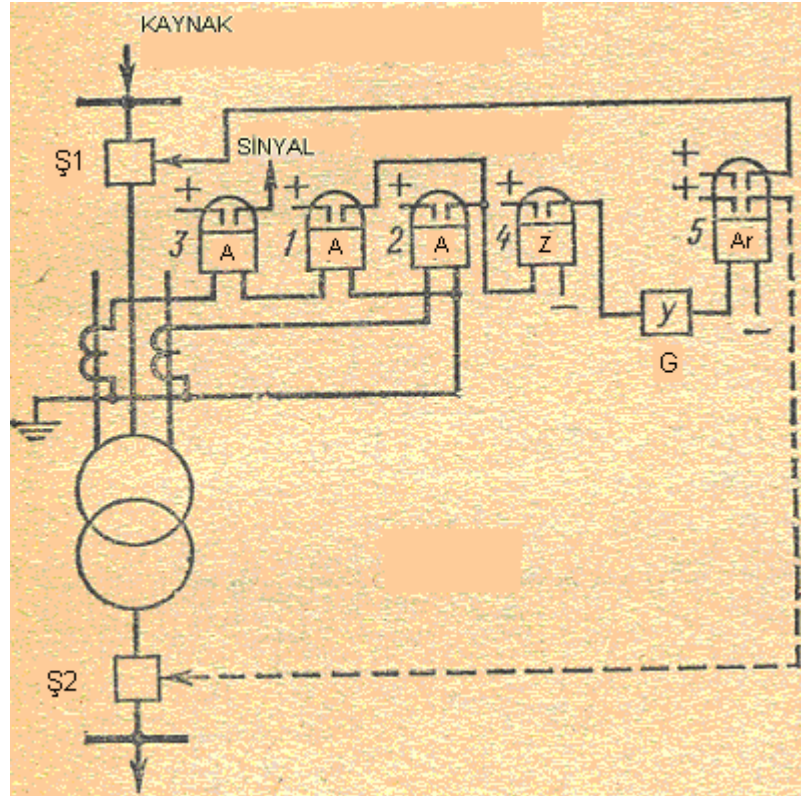 KAYNAK
Ş1
SİNYAL
+ + + + +
+
3 A 1 A 2 A 4 Z 5 Ar
− −
y
G
Ş2